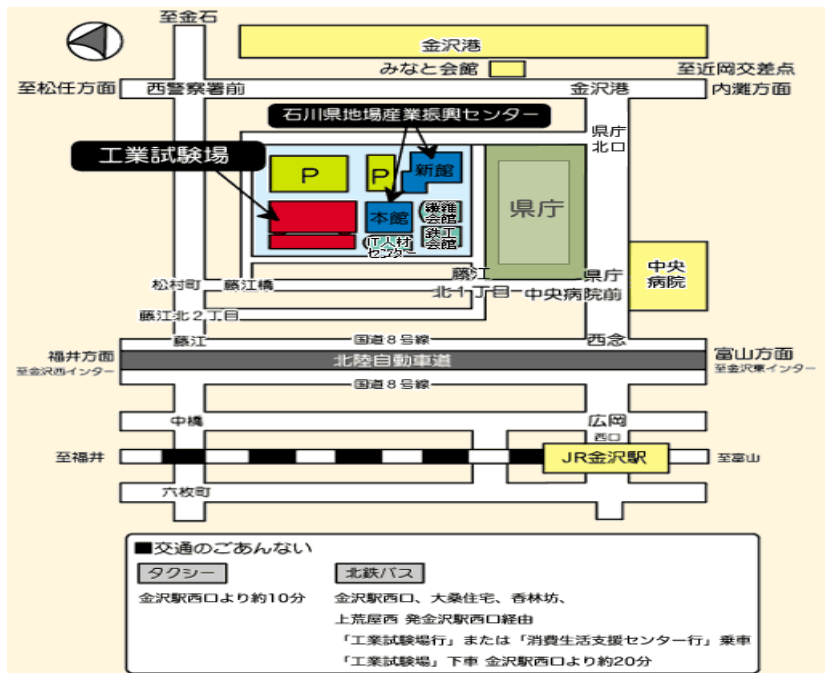 至金石
金沢港
みなと会館
至近岡交差点
至松任方面
西警察署前
金沢港
内灘方面
石川県地場産業振興センター
県庁
北口
工業試験場
P
P
新館
県庁
本館
繊維
会館
鉄工
会館
IT人材
センター
中央
病院
松村町
藤江橋
藤江
北1丁目
県庁
中央病院前
藤江北2丁目
藤江
国道8号線
西念
福井方面
至金沢西インター
北陸自動車道
富山方面
至金沢東インター
国道8号線
中橋
広岡
西口
至福井
JR金沢駅
至富山
六枚町
■交通のごあんない
タクシー
金沢駅西口より約10分
北鉄バス
金沢駅西口、大桑住宅、香林坊、
上荒屋西 発金沢駅西口経由
「工業試験場行」または「消費生活支援センター行」乗車
「工業試験場」下車 金沢駅西口より約20分